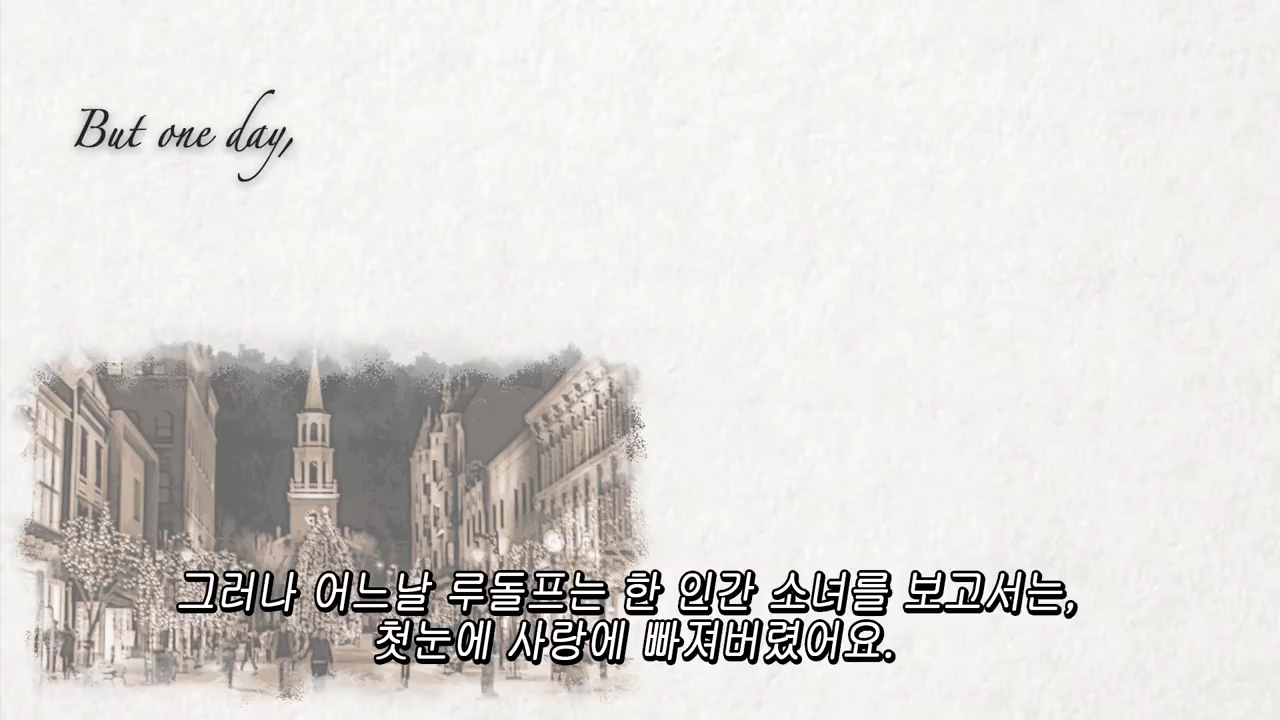 But one day,
그러나 어느날 루돌프는 한 인간 소녀를 보고서는,
첫눈에 사랑에 빠져버렸어요.